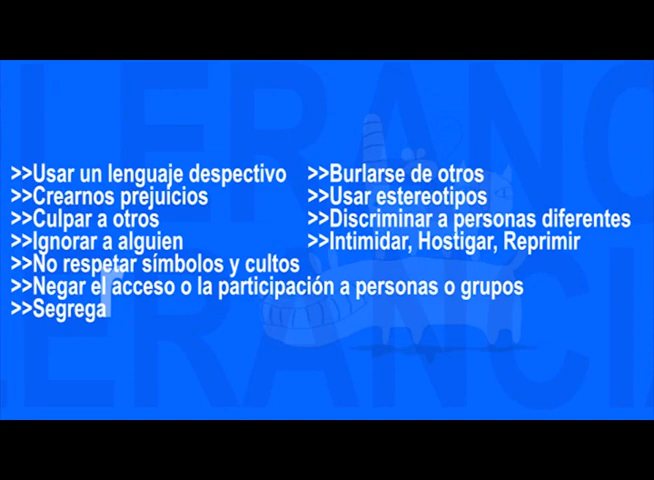 >>Usar un lenguaje despectivo
>>Crearnos prejuicios
>>Culpar a otros
>>Ignorar a alguien
>>No respetar símbolos y cultos
>>Negar el acceso o la participación a personas o grupos
>>Segrega
>>Burlarse de otros
>>Usar estereotipos
>>Discriminar a personas diferentes
>>Intimidar, Hostigar, Reprimir